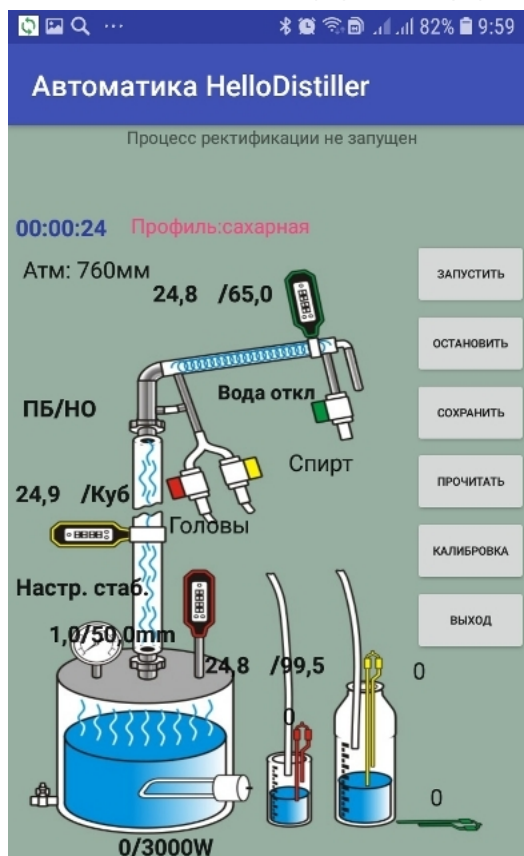 82% 9:59
Автоматика HelloDistiller
Процесс ректификации не запущен
00:00:24 Профиль:сахарная
Атм: 760мм
24,8 /65,0
ЗАПУСТИТЬ
ОСТАНОВИТЬ
Вода откл
ПБ/НО
СОХРАНИТЬ
Спирт
ПРОЧИТАТЬ
24,9 /Куб
Головы
КАЛИБРОВКА
Настр. стаб.
ВЫХОД
1,0/50,0mm
24,8 /99,5
0
0
0
0/3000W